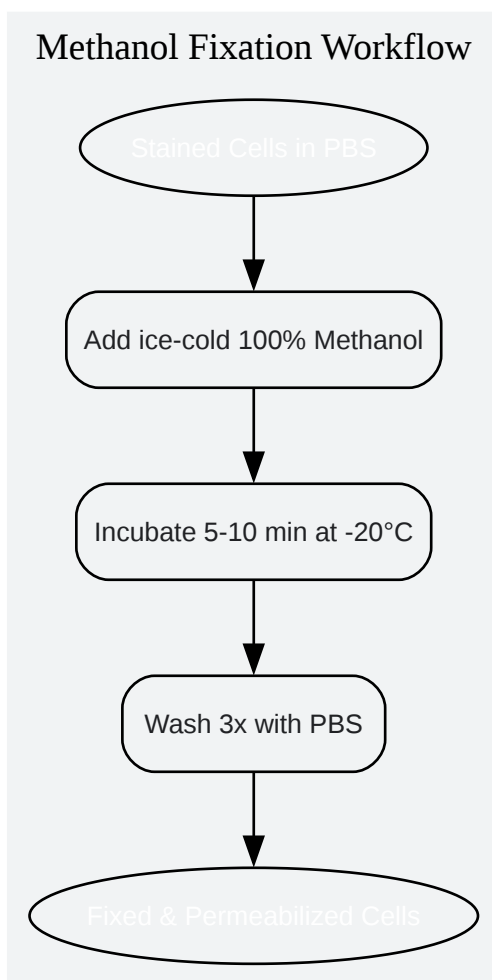 Methanol Fixation Workflow
Stained Cells in PBS
Add ice-cold 100% Methanol
Incubate 5-10 min at -20°C
Wash 3x with PBS
Fixed & Permeabilized Cells